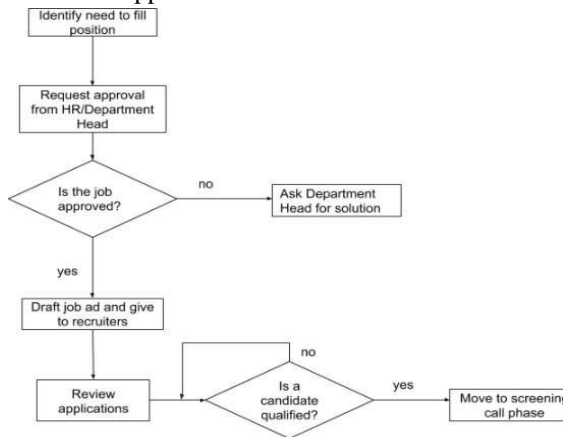 Identify need to fill
position
Request approval
from HR/Department
Head
Is the job
approved?
no
Ask Department
Head for solution
yes
Draft job ad and give
to recruiters
no
Review
applications
Is a
candidate
qualified?
yes
Move to screening
call phase